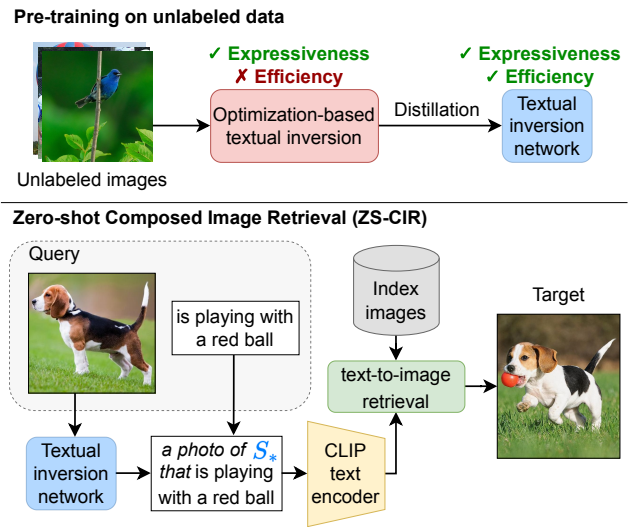 Pre-training on unlabeled data
✓ Expressiveness
✗ Efficiency
✓ Expressiveness
✓ Efficiency
Optimization-based
textual inversion
Distillation
Textual
inversion
network
Unlabeled images
Zero-shot Composed Image Retrieval (ZS-CIR)
Query
is playing with
a red ball
Index
images
Target
text-to-image
retrieval
Textual
inversion
network
a photo of S*
that is playing
with a red ball
CLIP
text
encoder